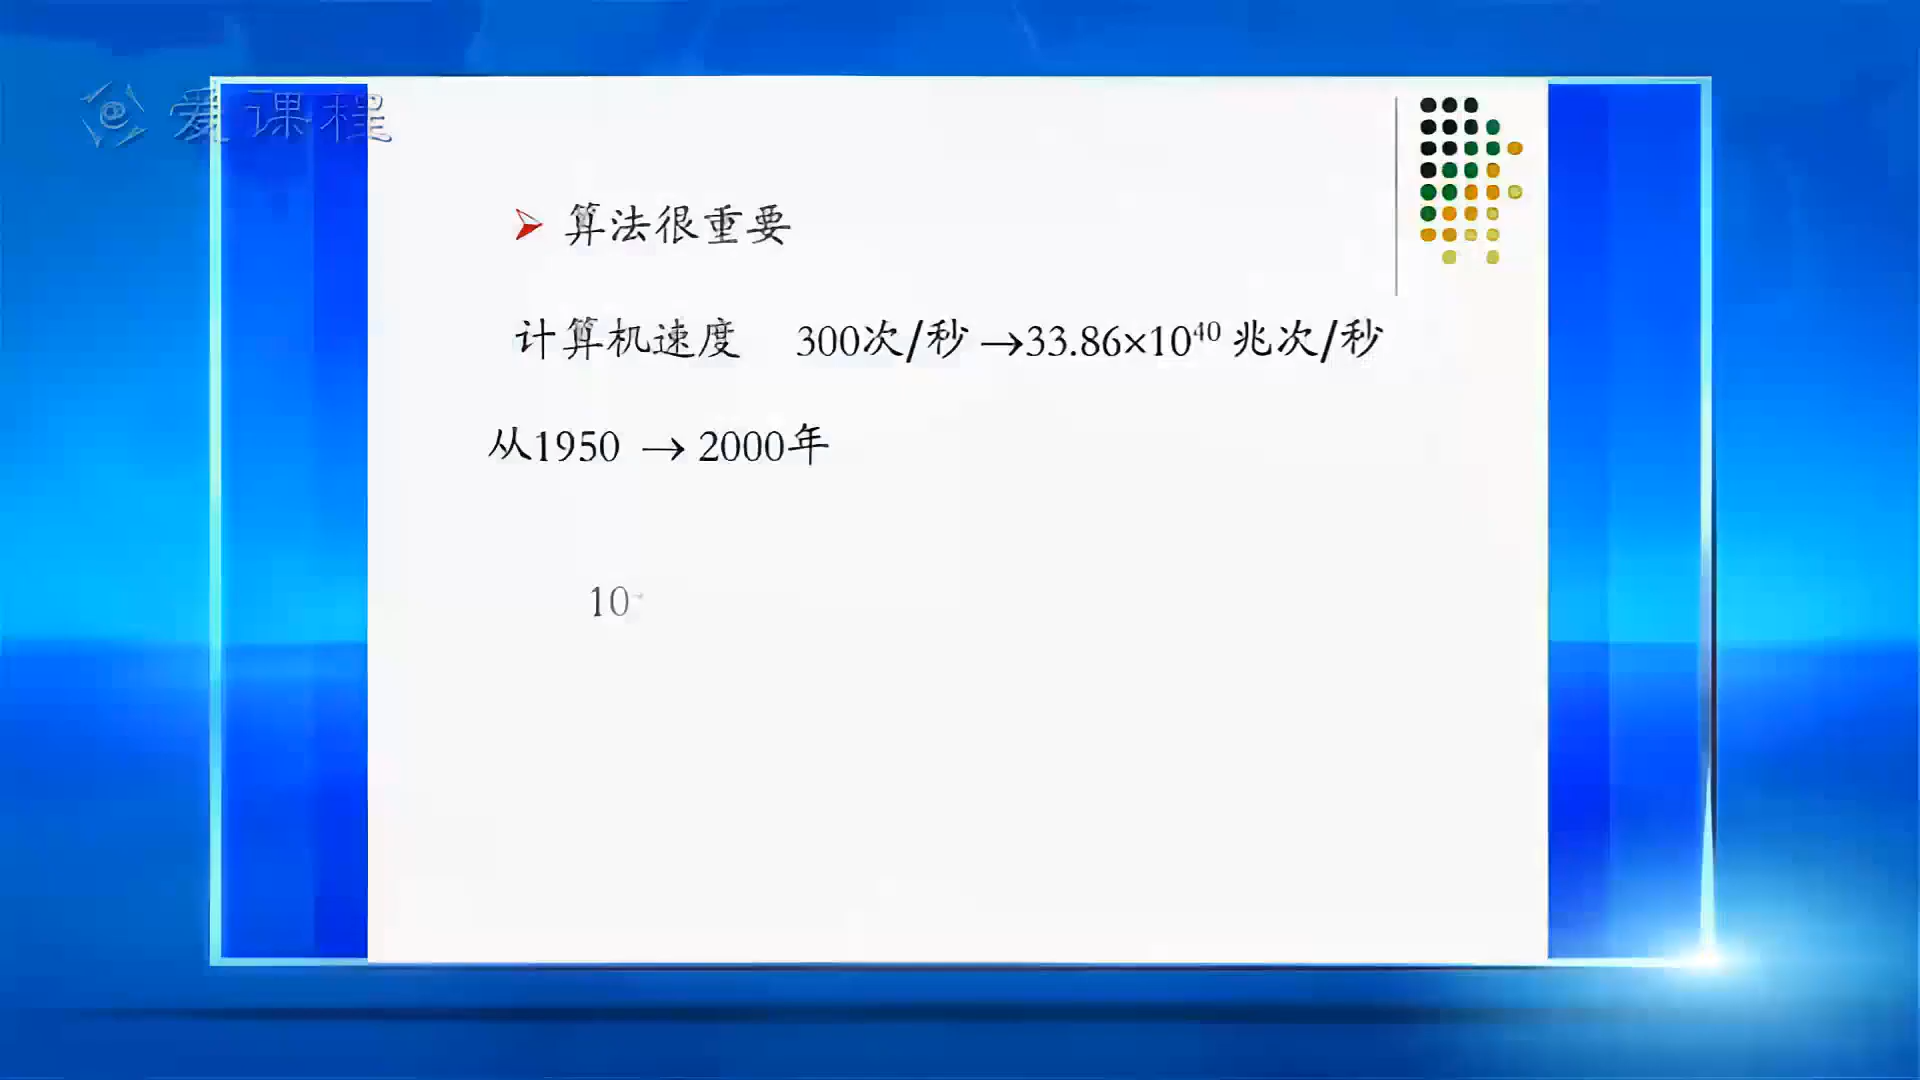 爱课程
算法很重要
计算机速度 300次/秒 →33.86×10⁴⁰ 兆次/秒
从1950 → 2000年
10